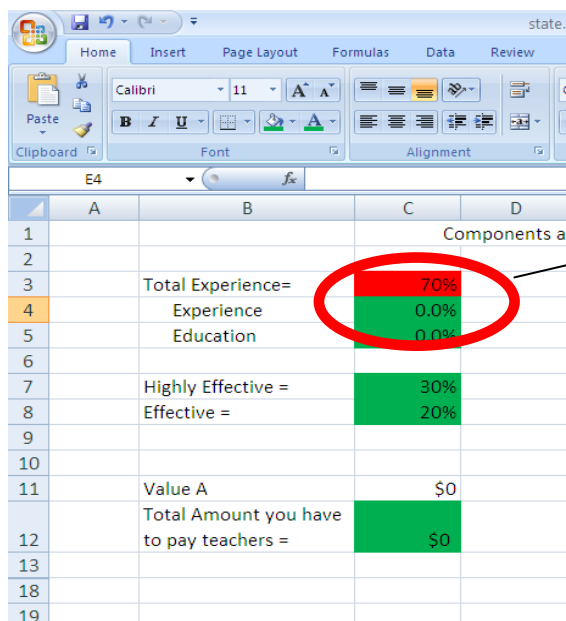 state.
Home Insert Page Layout Formulas Data Review
Paste
Calibri 11 A A
B I U A
Clipboard Font Alignment
E4 fx
A B C D
1 Components a
2
3 Total Experience= 70%
4 Experience 0.0%
5 Education 0.0%
6
7 Highly Effective = 30%
8 Effective = 20%
9
10
11 Value A $0
Total Amount you have
12 to pay teachers = $0
13
18
19